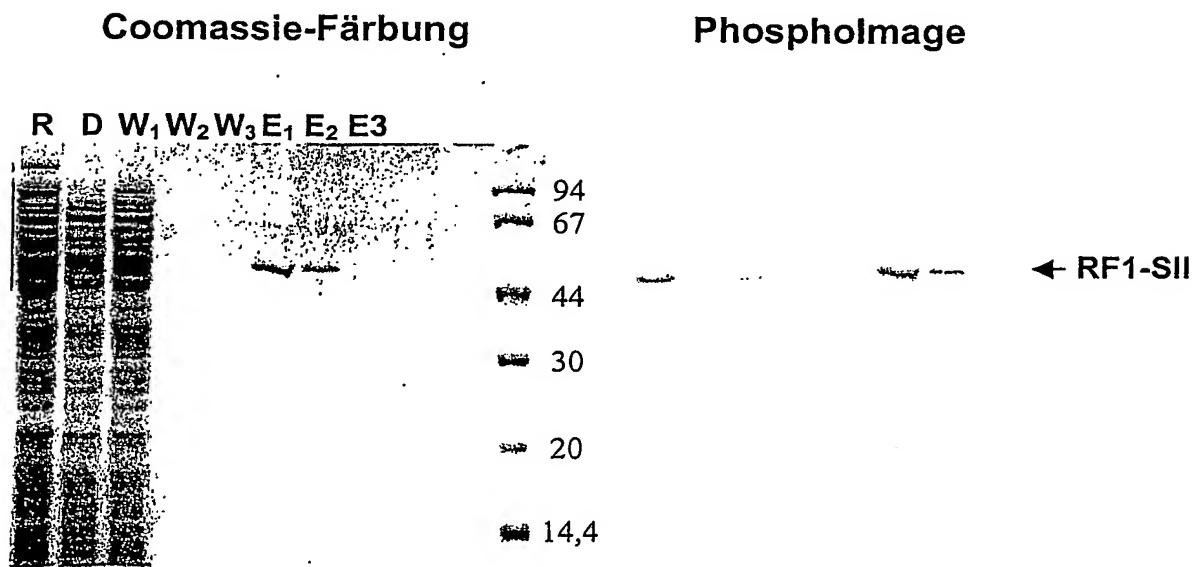 Coomassie-Färbung
PhosphoImage
R D W₁ W₂ W₃ E₁ E₂ E3
94
67
← RF1-SII
44
30
20
14,4